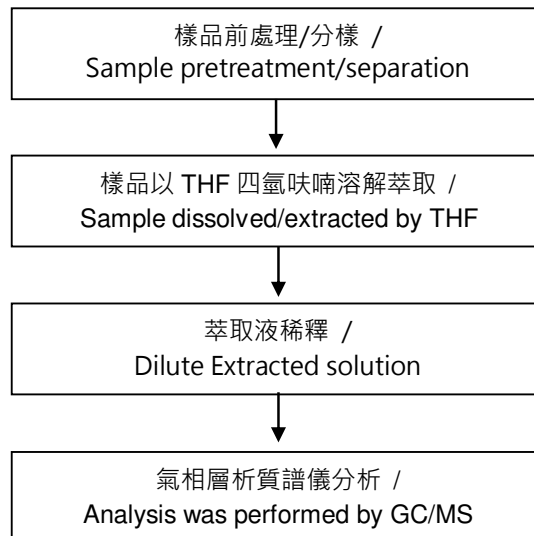 樣品前處理/分樣 /
Sample pretreatment/separation
樣品以 THF 四氫呋喃溶解萃取 /
Sample dissolved/extracted by THF
萃取液稀釋 /
Dilute Extracted solution
氣相層析質譜儀分析 /
Analysis was performed by GC/MS